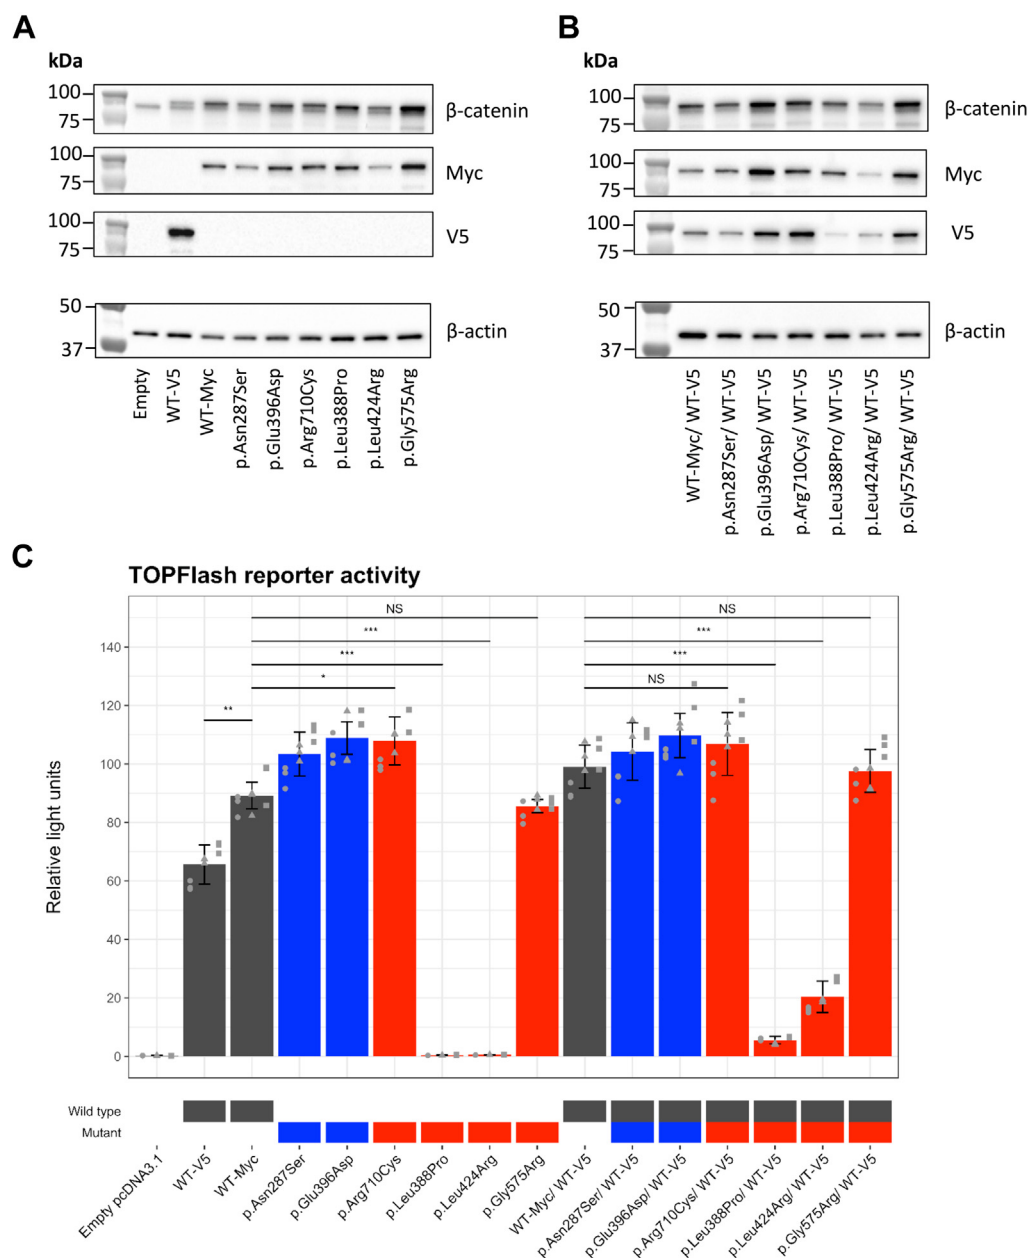 A
kDa
100
75
β-catenin
100
75
Myc
100
75
V5
50
37
β-actin
Empty
WT-V5
WT-Myc
p.Asn287Ser
p.Glu396Asp
p.Arg710Cys
p.Leu388Pro
p.Leu424Arg
p.Gly575Arg
B
kDa
100
75
β-catenin
100
75
Myc
100
75
V5
50
37
β-actin
WT-Myc/ WT-V5
p.Asn287Ser/ WT-V5
p.Glu396Asp/ WT-V5
p.Arg710Cys/ WT-V5
p.Leu388Pro/ WT-V5
p.Leu424Arg/ WT-V5
p.Gly575Arg/ WT-V5
C
TOPFlash reporter activity
Relative light units
140
120
100
80
60
40
20
0
NS
***
***
*
**
NS
***
***
NS
Wild type
Mutant
Empty pcDNA3.1
WT-V5
WT-Myc
p.Asn287Ser
p.Glu396Asp
p.Arg710Cys
p.Leu388Pro
p.Leu424Arg
p.Gly575Arg
WT-Myc/ WT-V5
p.Asn287Ser/ WT-V5
p.Glu396Asp/ WT-V5
p.Arg710Cys/ WT-V5
p.Leu388Pro/ WT-V5
p.Leu424Arg/ WT-V5
p.Gly575Arg/ WT-V5